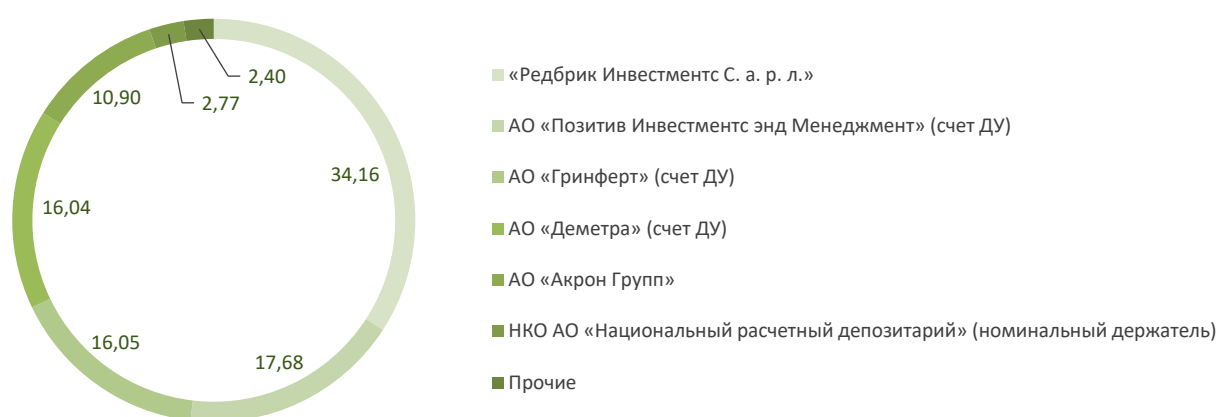 2,40
10,90
2,77
34,16
16,04
16,05
17,68
«Редбрик Инвестментс С. а. р. л.»
АО «Позитив Инвестментс энд Менеджмент» (счет ДУ)
АО «Гринферт» (счет ДУ)
АО «Деметра» (счет ДУ)
АО «Акрон Групп»
НКО АО «Национальный расчетный депозитарий» (номинальный держатель)
Прочие